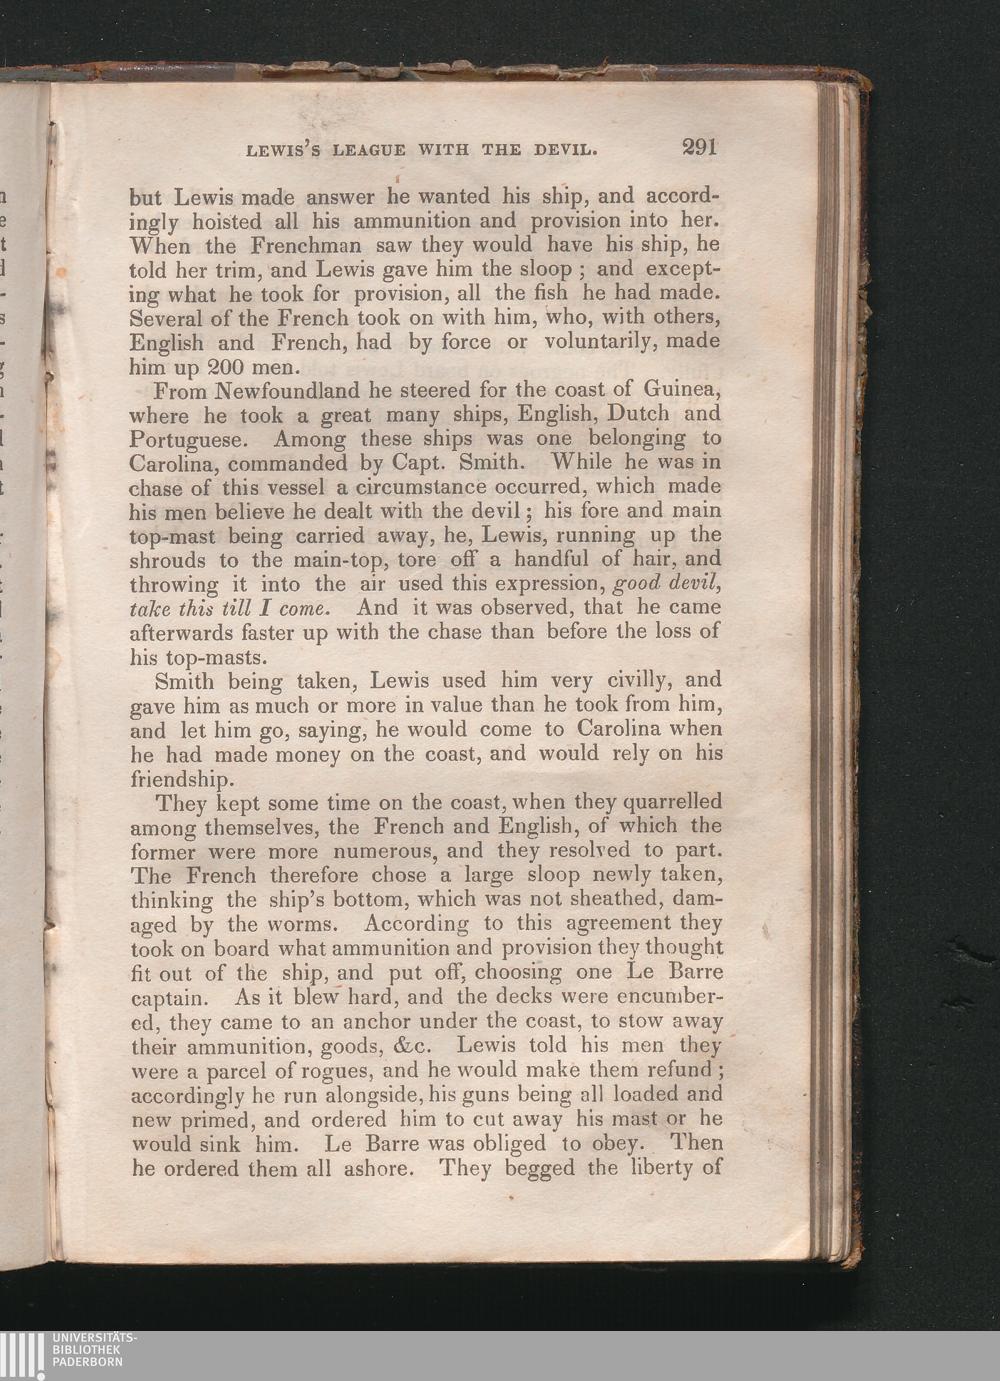 LEWIS'S LEAGUE WITH THE DEVIL. 291
but Lewis made answer he wanted his ship, and accord-
ingly hoisted all his ammunition and provision into her.
When the Frenchman saw they would have his ship, he
told her trim, and Lewis gave him the sloop ; and except-
ing what he took for provision, all the fish he had made.
Several of the French took on with him, who, with others,
English and French, had by force or voluntarily, made
him up 200 men.
From Newfoundland he steered for the coast of Guinea,
where he took a great many ships, English, Dutch and
Portuguese. Among these ships was one belonging to
Carolina, commanded by Capt. Smith. While he was in
chase of this vessel a circumstance occurred, which made
his men believe he dealt with the devil ; his fore and main
top-mast being carried away, he, Lewis, running up the
shrouds to the main-top, tore off a handful of hair, and
throwing it into the air used this expression, good devil,
take this till I come. And it was observed, that he came
afterwards faster up with the chase than before the loss of
his top-masts.
Smith being taken, Lewis used him very civilly, and
gave him as much or more in value than he took from him,
and let him go, saying, he would come to Carolina when
he had made money on the coast, and would rely on his
friendship.
They kept some time on the coast, when they quarrelled
among themselves, the French and English, of which the
former were more numerous, and they resolved to part.
The French therefore chose a large sloop newly taken,
thinking the ship's bottom, which was not sheathed, dam-
aged by the worms. According to this agreement they
took on board what ammunition and provision they thought
fit out of the ship, and put off, choosing one Le Barre
captain. As it blew hard, and the decks were encumber-
ed, they came to an anchor under the coast, to stow away
their ammunition, goods, &c. Lewis told his men they
were a parcel of rogues, and he would make them refund ;
accordingly he run alongside, his guns being all loaded and
new primed, and ordered him to cut away his mast or he
would sink him. Le Barre was obliged to obey. Then
he ordered them all ashore. They begged the liberty of
UNIVERSITÄTS-
BIBLIOTHEK
PADERBORN